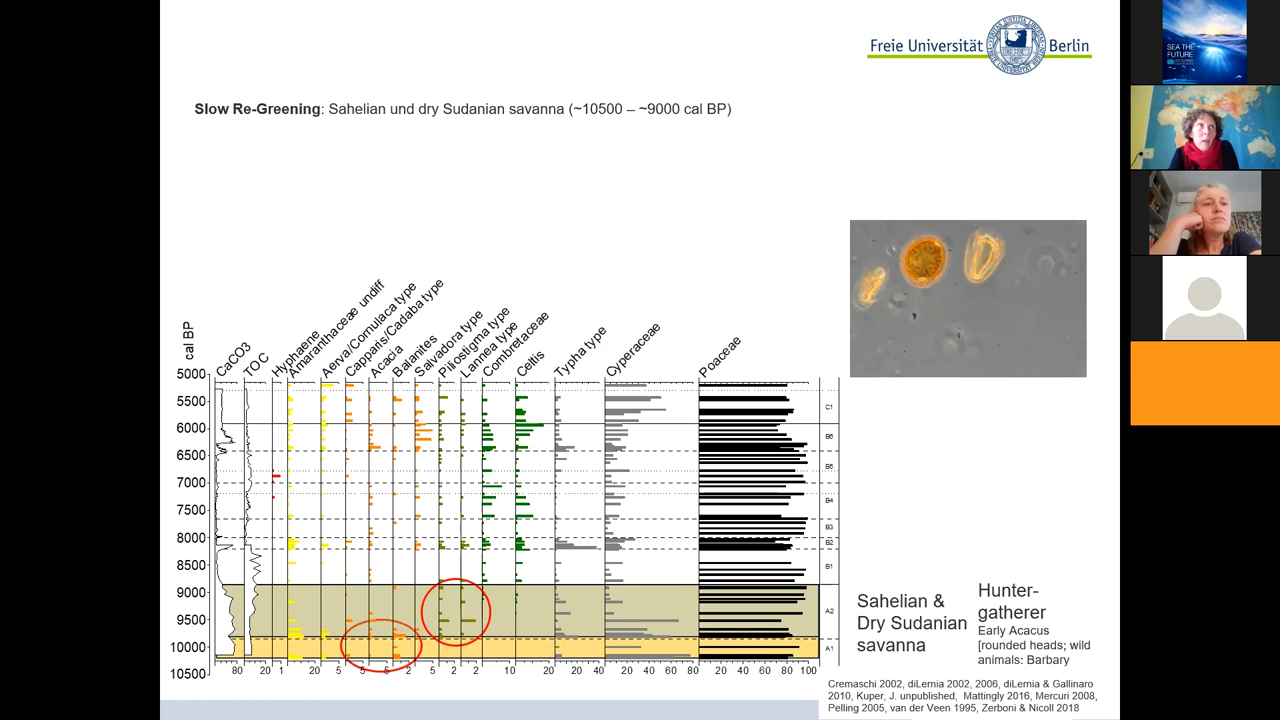 Freie Universität Berlin
Slow Re-Greening: Sahelian und dry Sudanian savanna (~10500 – ~9000 cal BP)
cal BP
CaCO3
TOC
Hyphaene
Amaranthaceae undiff
Aerva/Cornulaca type
Capparis/Cadaba type
Acacia
Balanites
Salvadora type
Piliostigma type
Lannea type
Combretaceae
Celtis
Typha type
Cyperaceae
Poaceae
5000
5500
6000
6500
7000
7500
8000
8500
9000
9500
10000
10500
C1
B6
B5
B4
B3
B2
B1
A2
A1
80 20 1 20 5 5 5 5 2 5 2 2 10 5 20 40 20 40 60 80 20 40 60 80 100
Sahelian &
Dry Sudanian
savanna
Hunter-
gatherer
Early Acacus
[rounded heads; wild
animals: Barbary
Cremaschi 2002, diLernia 2002, 2006, diLernia & Gallinaro
2010, Kuper, J. unpublished, Mattingly 2016, Mercuri 2008,
Pelling 2005, van der Veen 1995, Zerboni & Nicoll 2018
SEA THE
FUTURE